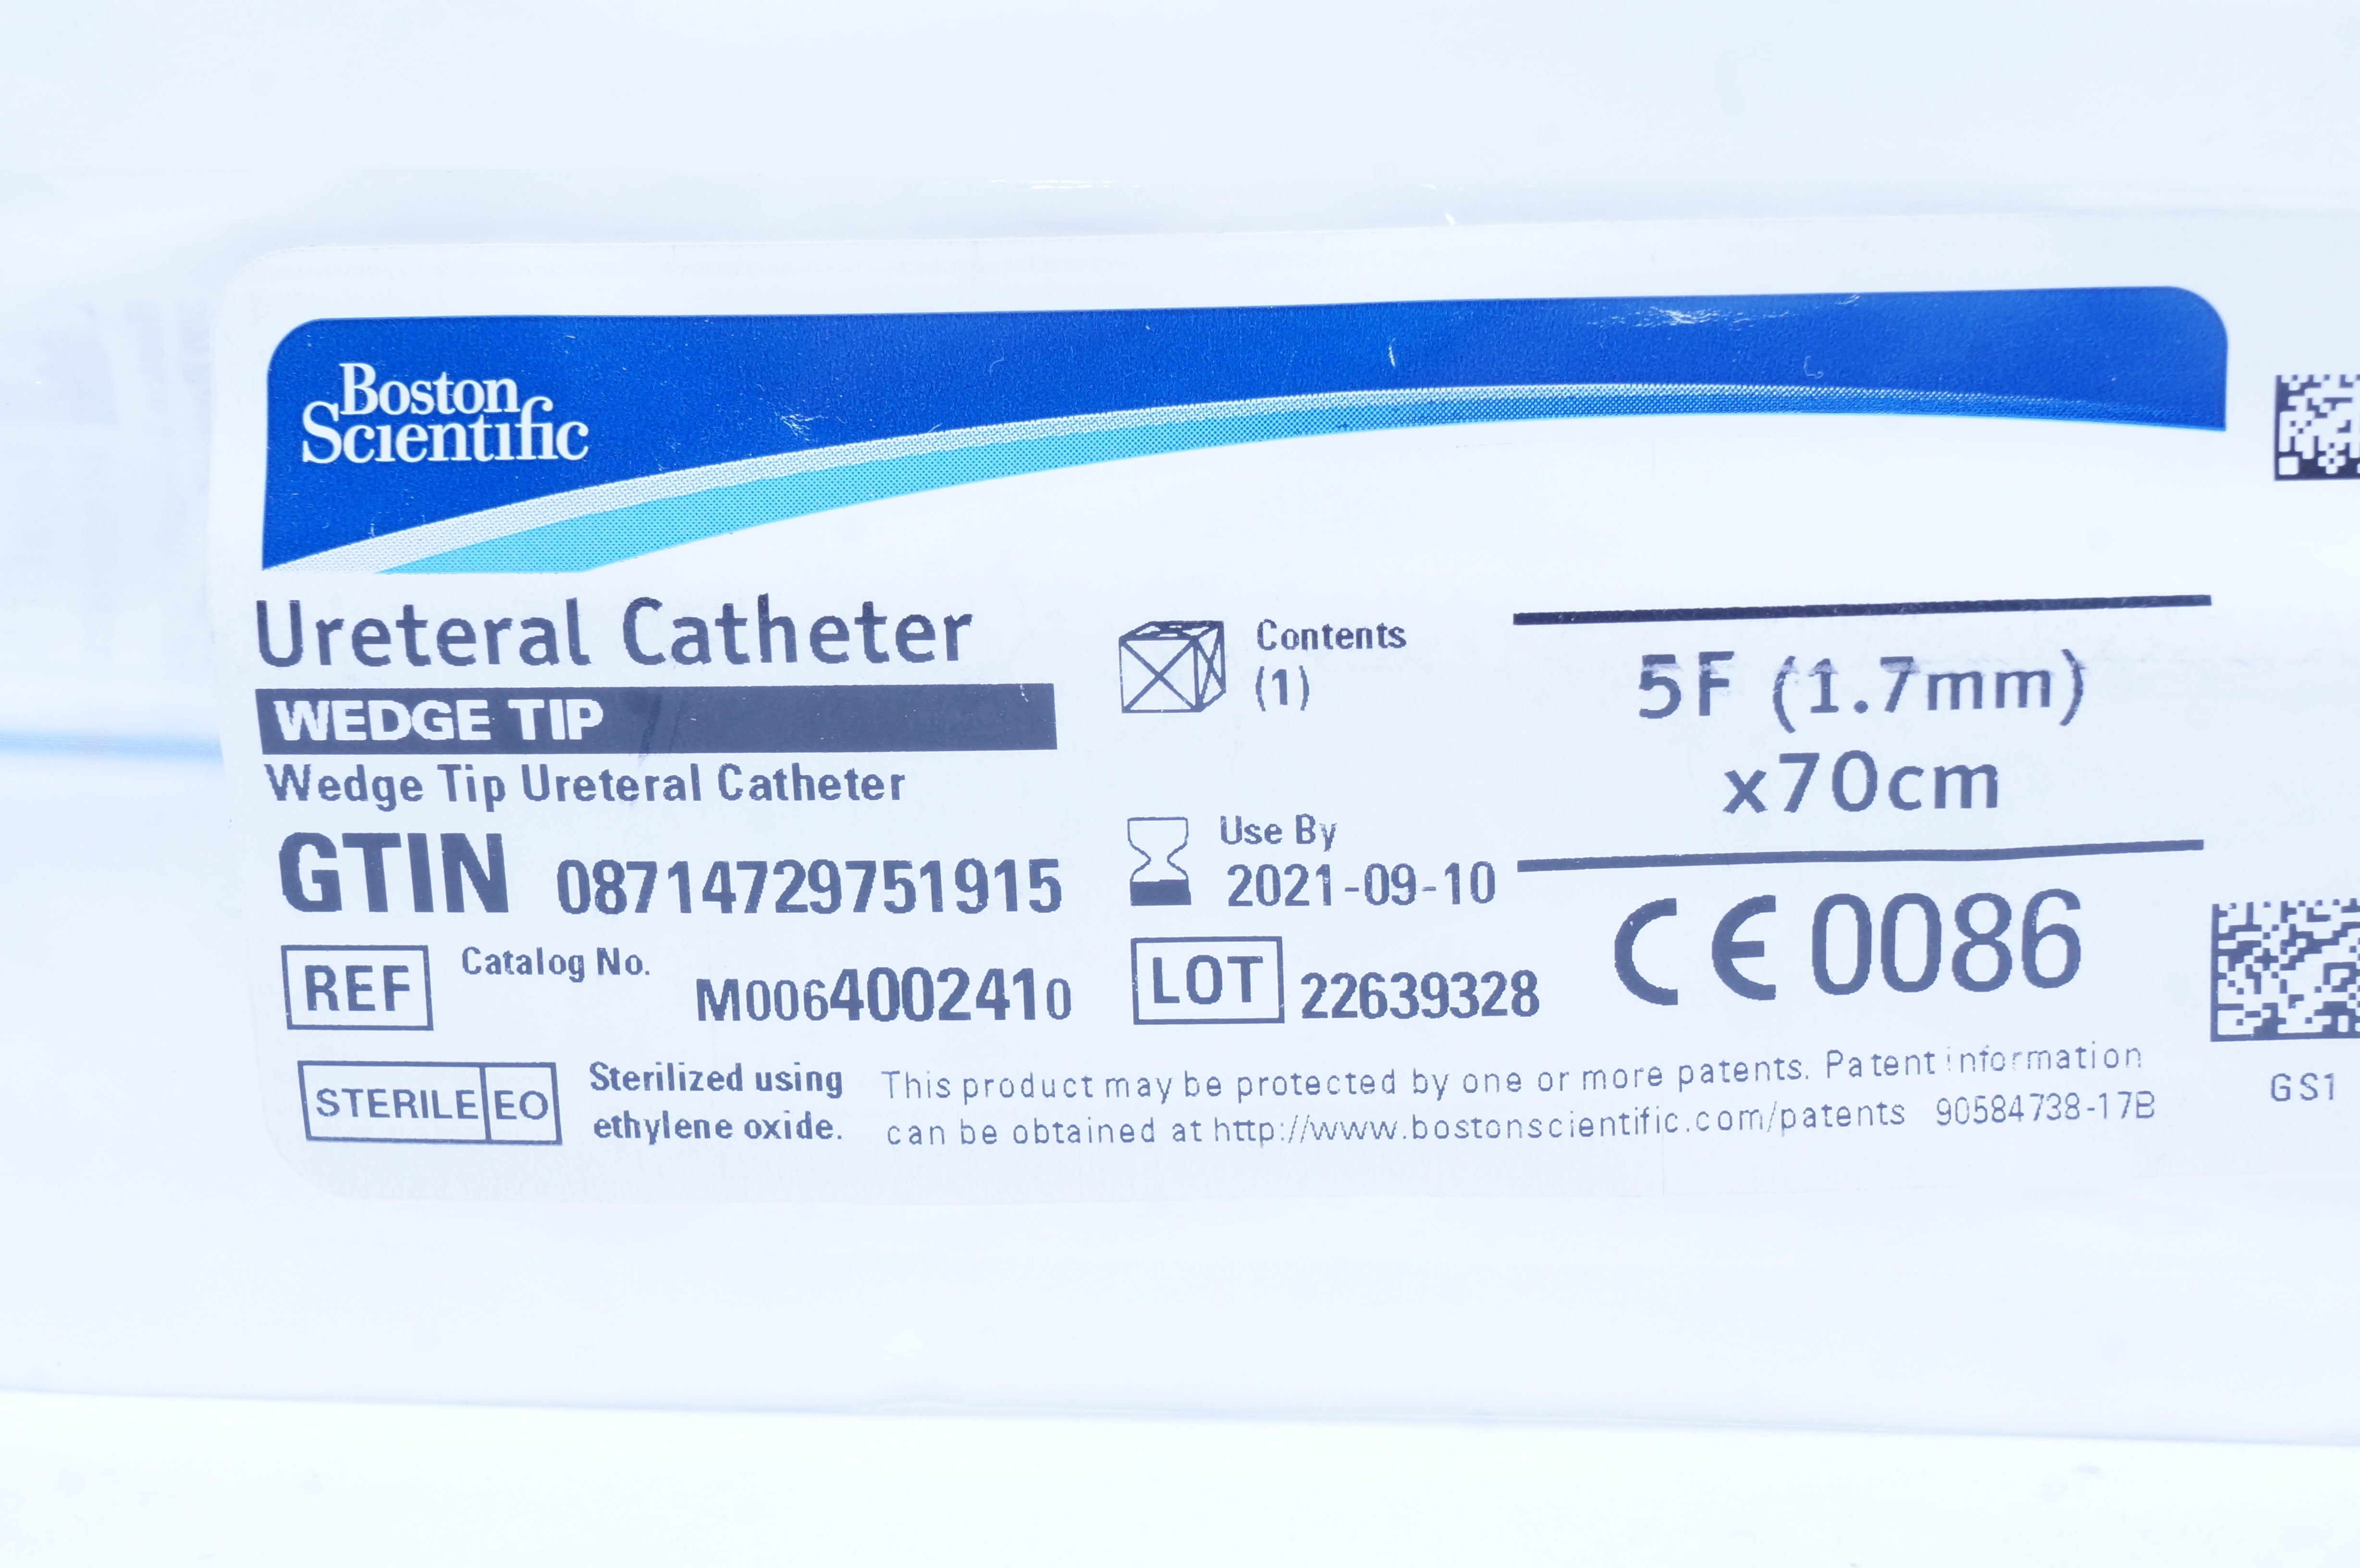 Boston
Scientific
Ureteral Catheter
WEDGE TIP
Wedge Tip Ureteral Catheter
GTIN 08714729751915
REF Catalog No. M0064002410
STERILE EO Sterilized using
ethylene oxide.
Contents
(1)
Use By
2021-09-10
LOT 22639328
5F (1.7mm)
x70cm
CE 0086
This product may be protected by one or more patents. Patent information
can be obtained at http://www.bostonscientific.com/patents 90584738-17B
GS1